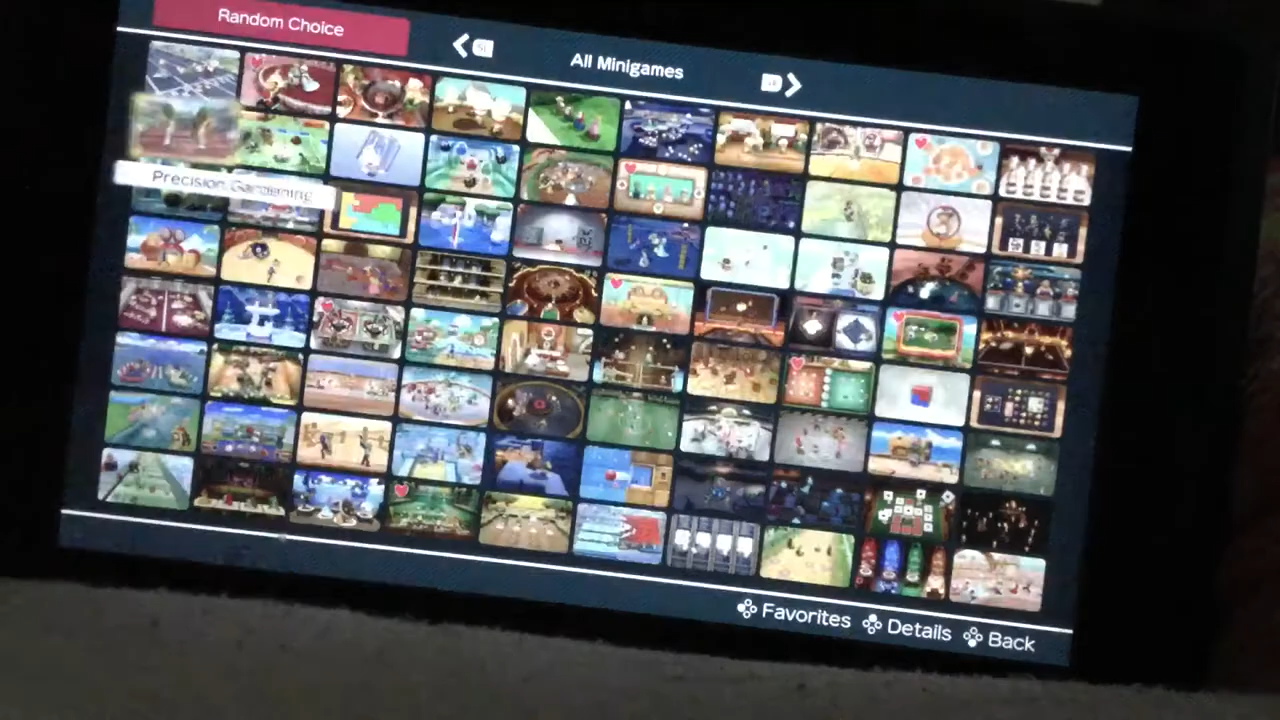 Random Choice
All Minigames
Precision Gardening
Favorites
Details
Back